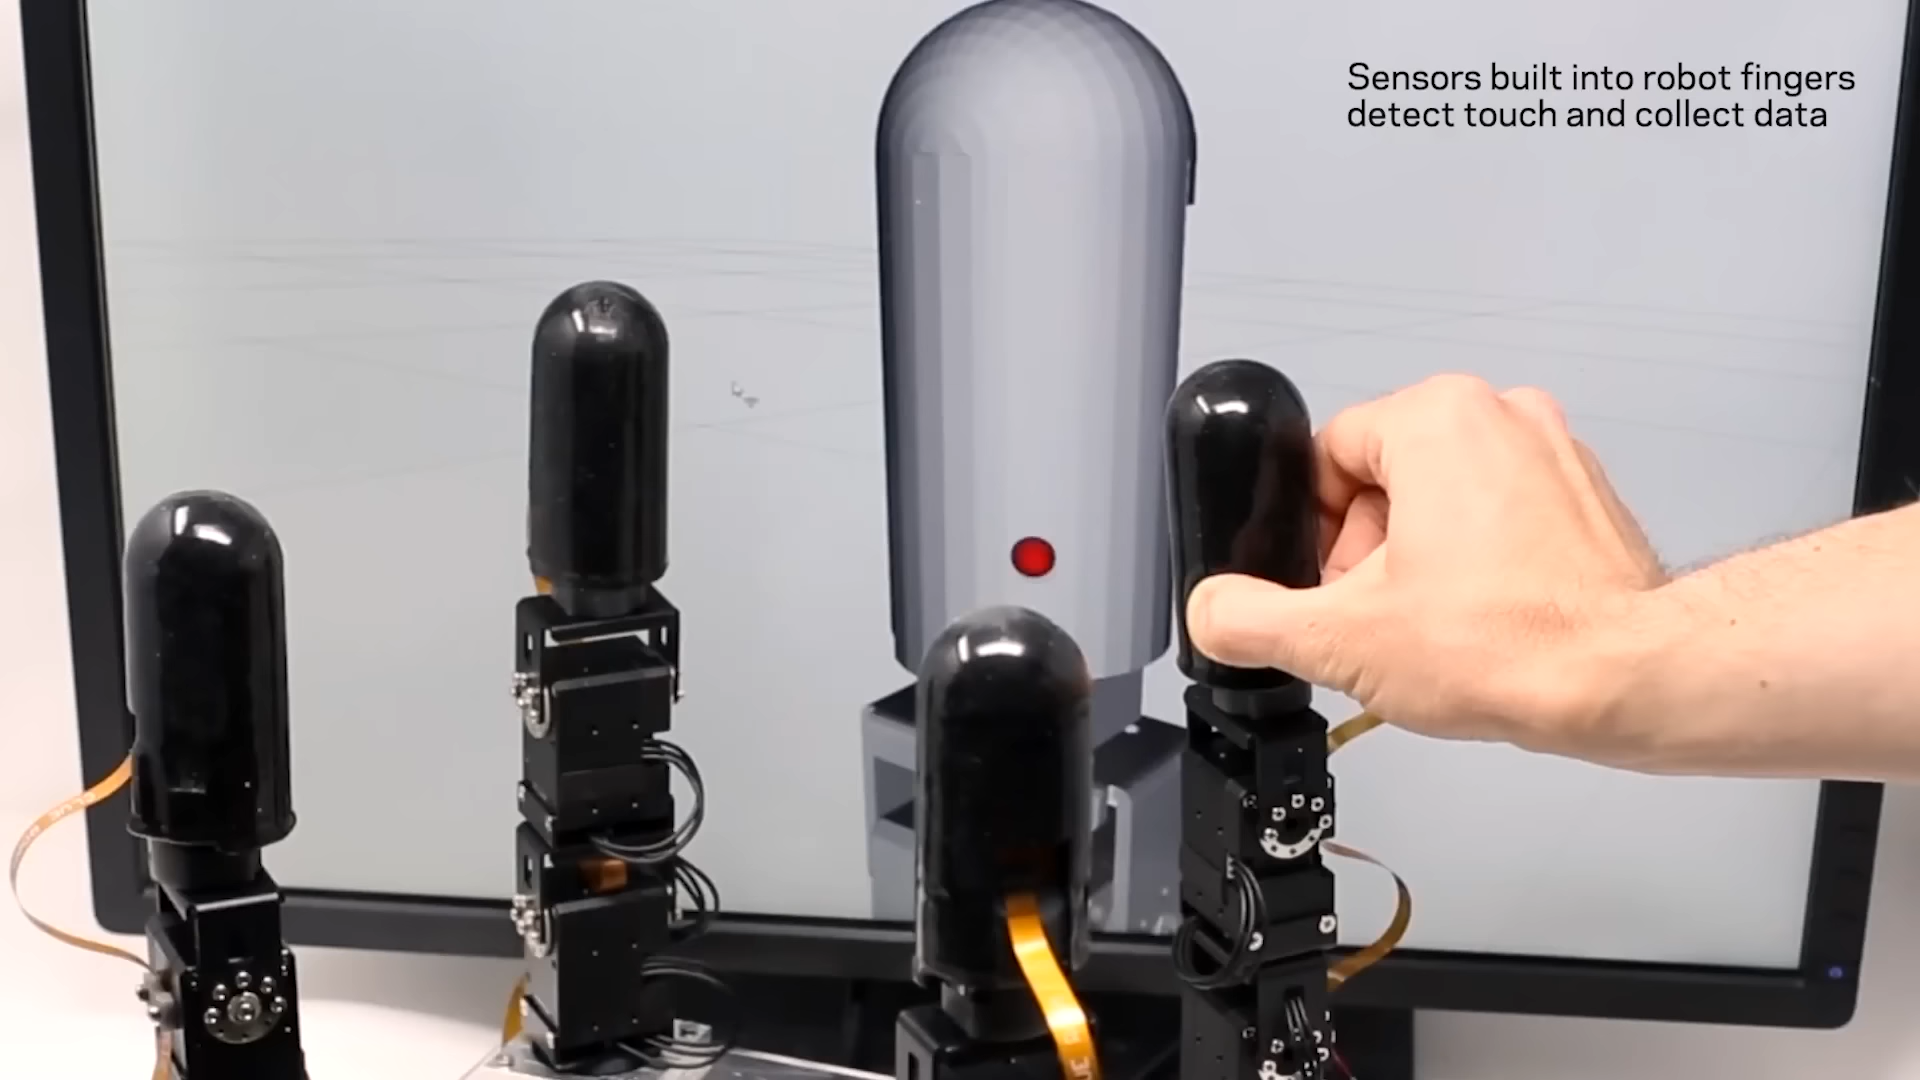 Sensors built into robot fingers
detect touch and collect data